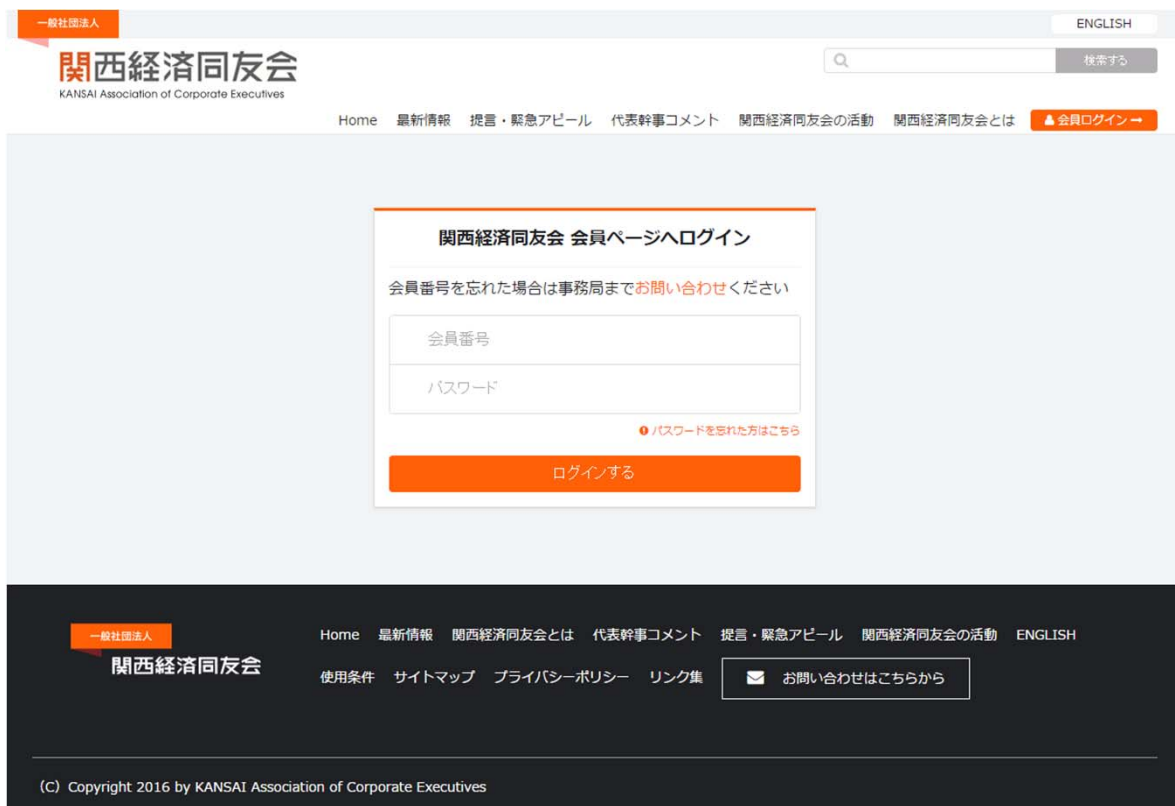 一般社団法人
ENGLISH
関西経済同友会
KANSAI Association of Corporate Executives
検索する
Home 最新情報 提言・緊急アピール 代表幹事コメント 関西経済同友会の活動 関西経済同友会とは 会員ログイン
関西経済同友会 会員ページへログイン
会員番号を忘れた場合は事務局までお問い合わせください
会員番号
パスワード
パスワードを忘れた方はこちら
ログインする
一般社団法人
関西経済同友会
Home 最新情報 関西経済同友会とは 代表幹事コメント 提言・緊急アピール 関西経済同友会の活動 ENGLISH
使用条件 サイトマップ プライバシーポリシー リンク集 お問い合わせはこちらから
(C) Copyright 2016 by KANSAI Association of Corporate Executives